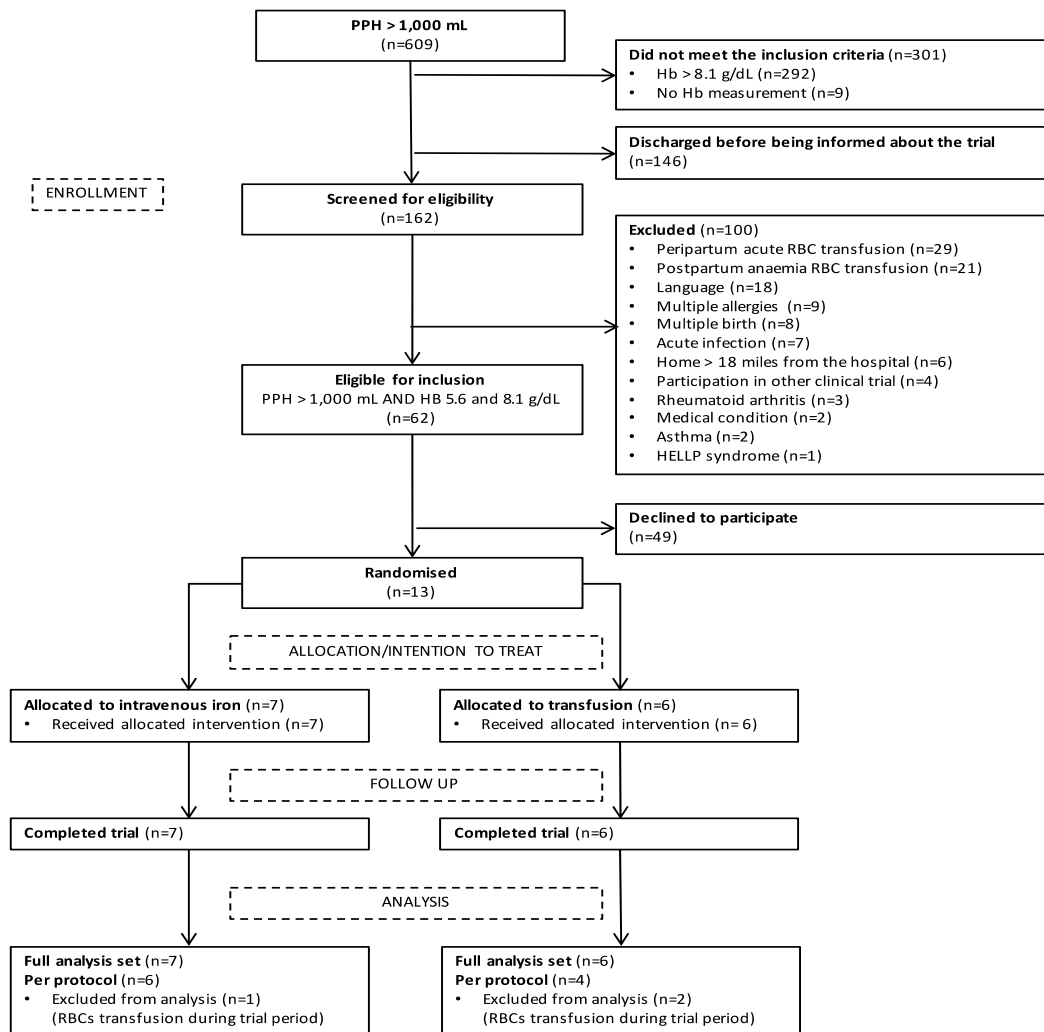 PPH > 1,000 mL
(n=609)
Did not meet the inclusion criteria (n=301)
• Hb > 8.1 g/dL (n=292)
• No Hb measurement (n=9)
Discharged before being informed about the trial
(n=146)
ENROLLMENT
Screened for eligibility
(n=162)
Excluded (n=100)
• Peripartum acute RBC transfusion (n=29)
• Postpartum anaemia RBC transfusion (n=21)
• Language (n=18)
• Multiple allergies (n=9)
• Multiple birth (n=8)
• Acute infection (n=7)
• Home > 18 miles from the hospital (n=6)
• Participation in other clinical trial (n=4)
• Rheumatoid arthritis (n=3)
• Medical condition (n=2)
• Asthma (n=2)
• HELLP syndrome (n=1)
Eligible for inclusion
PPH > 1,000 mL AND HB 5.6 and 8.1 g/dL
(n=62)
Declined to participate
(n=49)
Randomised
(n=13)
ALLOCATION/INTENTION TO TREAT
Allocated to intravenous iron (n=7)
• Received allocated intervention (n=7)
Allocated to transfusion (n=6)
• Received allocated intervention (n= 6)
FOLLOW UP
Completed trial (n=7)
Completed trial (n=6)
ANALYSIS
Full analysis set (n=7)
Per protocol (n=6)
• Excluded from analysis (n=1)
(RBCs transfusion during trial period)
Full analysis set (n=6)
Per protocol (n=4)
• Excluded from analysis (n=2)
(RBCs transfusion during trial period)